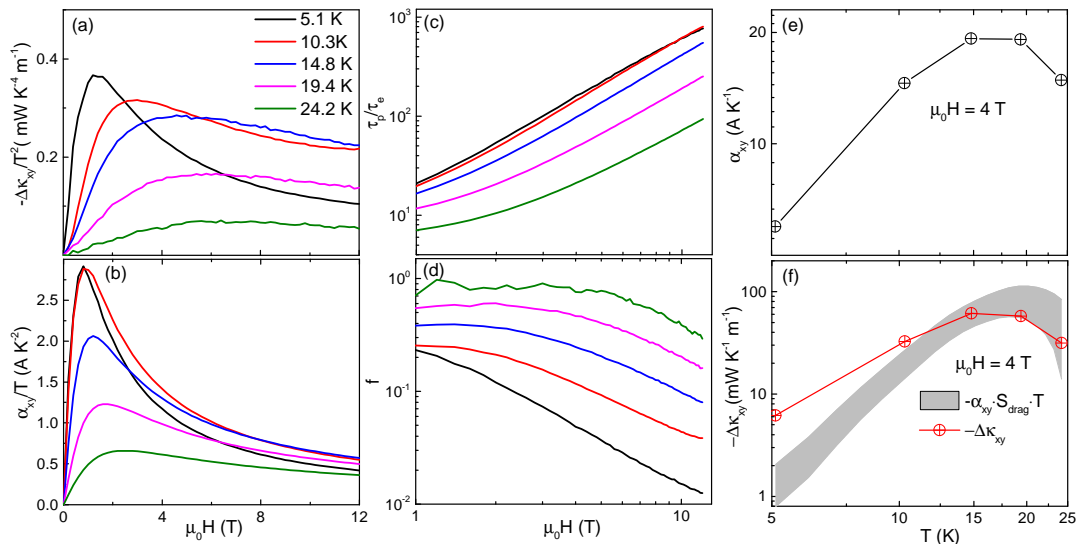 (a)
5.1 K
10.3K
14.8 K
19.4 K
24.2 K
0.4
0.2
-Δκxy/T² ( mW K⁻⁴ m⁻¹)
(b)
2.5
2.0
1.5
1.0
0.5
0.0
αxy/T (A K⁻²)
0 4 8 12
μ0H (T)
(c)
10³
10²
10¹
τp/τe
(d)
10⁰
10⁻¹
10⁻²
f
1 10
μ0H (T)
(e)
20
10
αxy (A K⁻¹)
μ0H = 4 T
(f)
100
10
1
−Δκxy(mW K⁻¹ m⁻¹)
μ0H = 4 T
-αxy·Sdrag·T
−Δκxy
5 10 15 20 25
T (K)